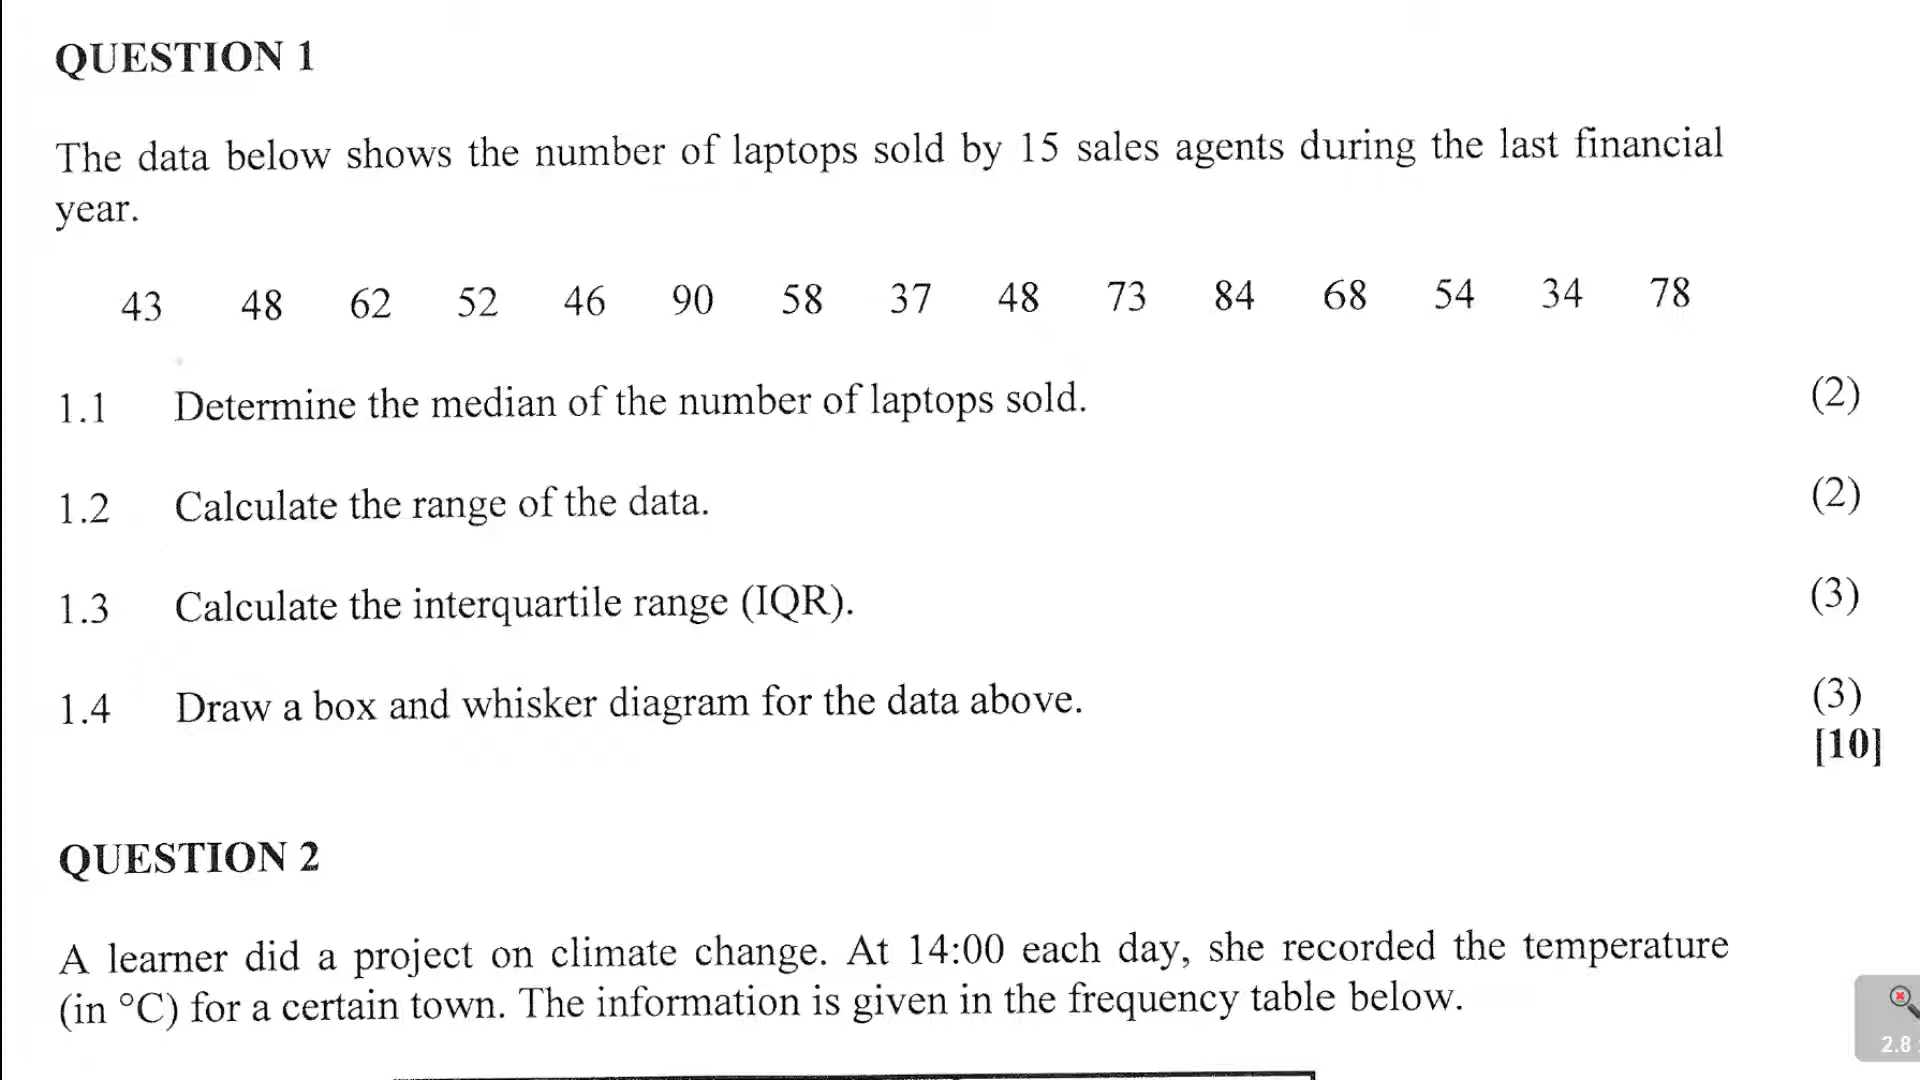 QUESTION 1
The data below shows the number of laptops sold by 15 sales agents during the last financial
year.
43 48 62 52 46 90 58 37 48 73 84 68 54 34 78
1.1 Determine the median of the number of laptops sold. (2)
1.2 Calculate the range of the data. (2)
1.3 Calculate the interquartile range (IQR). (3)
1.4 Draw a box and whisker diagram for the data above. (3)
[10]
QUESTION 2
A learner did a project on climate change. At 14:00 each day, she recorded the temperature
(in °C) for a certain town. The information is given in the frequency table below.
2.8